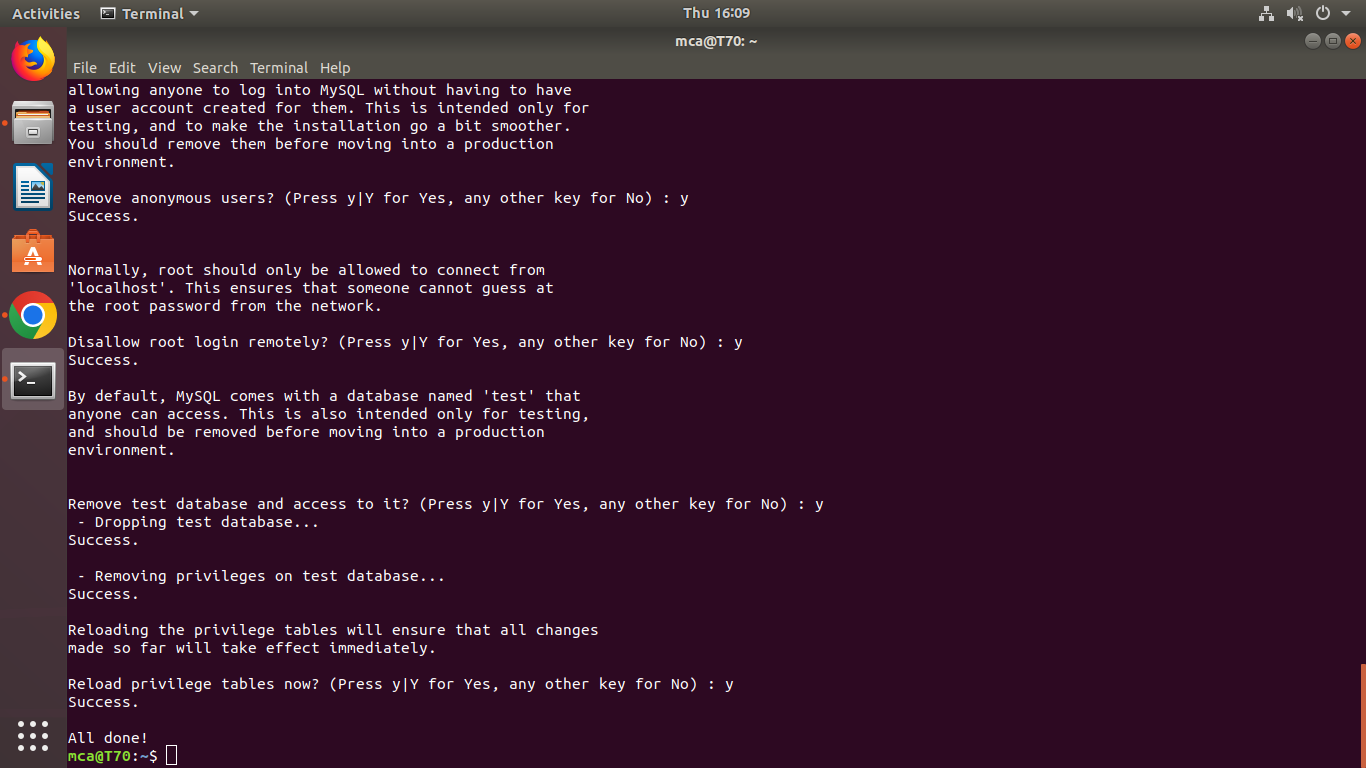 Activities Terminal Thu 16:09
mca@T70: ~
File Edit View Search Terminal Help
allowing anyone to log into MySQL without having to have
a user account created for them. This is intended only for
testing, and to make the installation go a bit smoother.
You should remove them before moving into a production
environment.
Remove anonymous users? (Press y|Y for Yes, any other key for No) : y
Success.
Normally, root should only be allowed to connect from
'localhost'. This ensures that someone cannot guess at
the root password from the network.
Disallow root login remotely? (Press y|Y for Yes, any other key for No) : y
Success.
By default, MySQL comes with a database named 'test' that
anyone can access. This is also intended only for testing,
and should be removed before moving into a production
environment.
Remove test database and access to it? (Press y|Y for Yes, any other key for No) : y
 - Dropping test database...
Success.
 - Removing privileges on test database...
Success.
Reloading the privilege tables will ensure that all changes
made so far will take effect immediately.
Reload privilege tables now? (Press y|Y for Yes, any other key for No) : y
Success.
All done!
mca@T70:~$